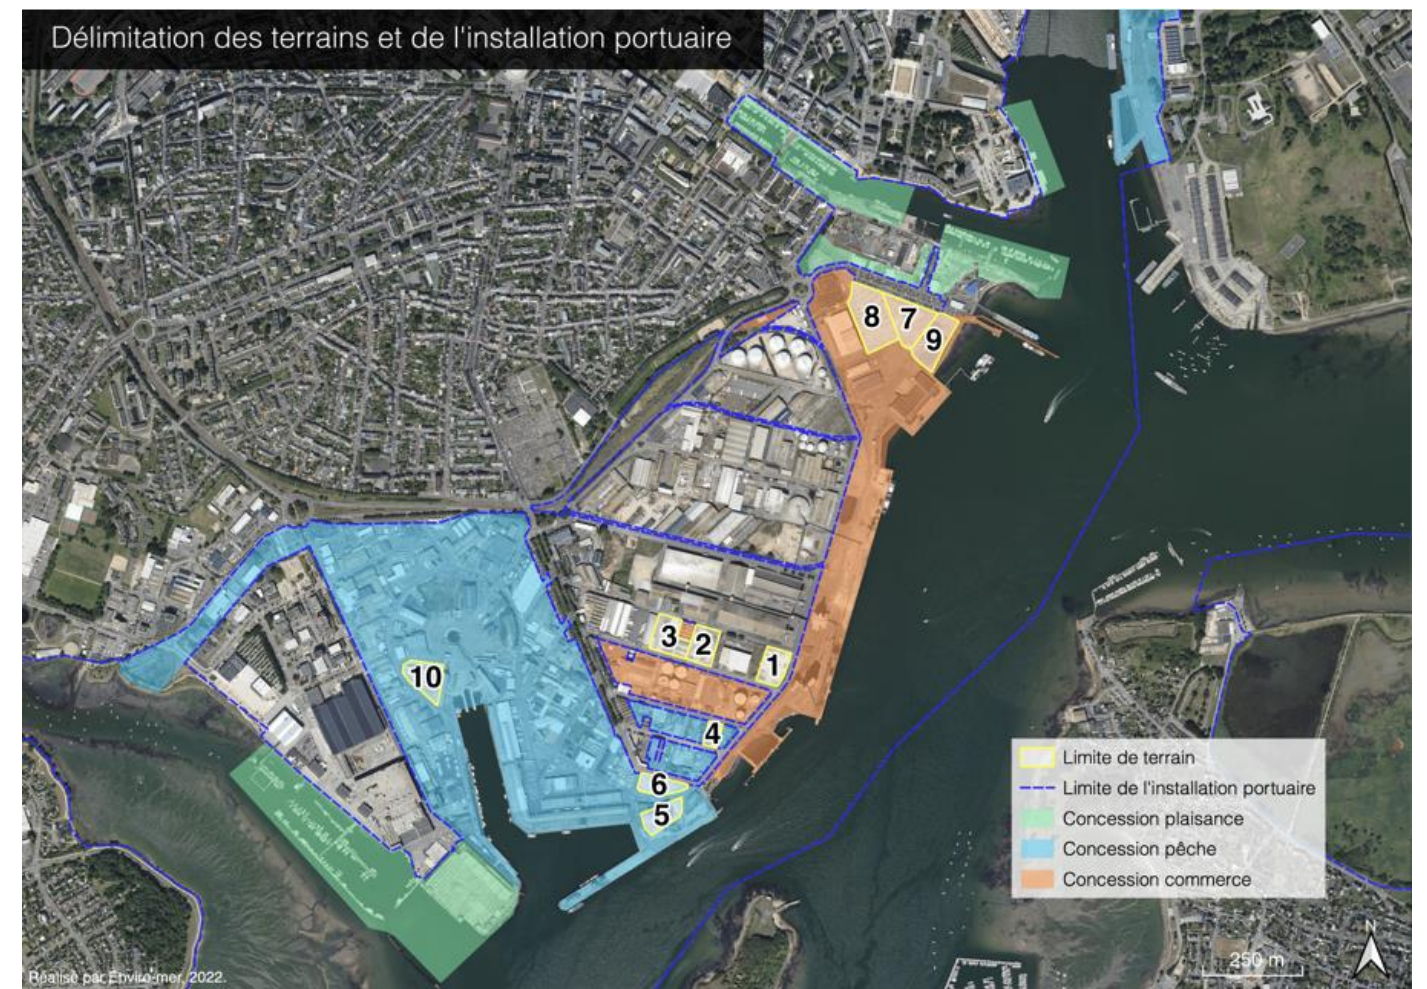 Délimitation des terrains et de l'installation portuaire
8
7
9
3
2
1
10
4
6
5
Limite de terrain
Limite de l'installation portuaire
Concession plaisance
Concession pêche
Concession commerce
N
250 m
Réalisé par Enviro-mer, 2022.